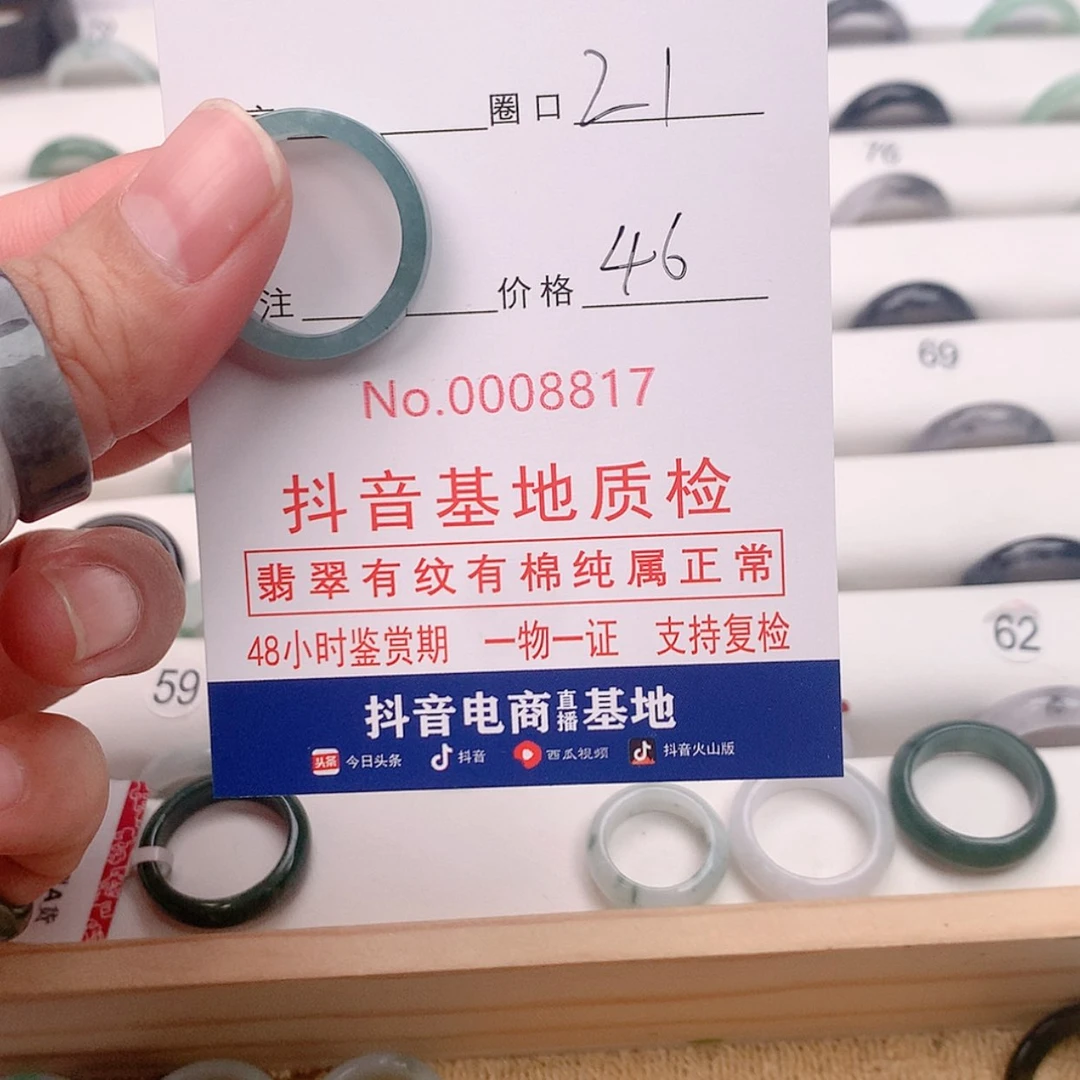 圈口 21
注 价格 46
No.0008817
抖音基地质检
翡翠有纹有棉纯属正常
48小时鉴赏期 一物一证 支持复检
抖音电商直播基地
头条 今日头条 抖音 西瓜视频 抖音火山版
76
69
62
59
A货